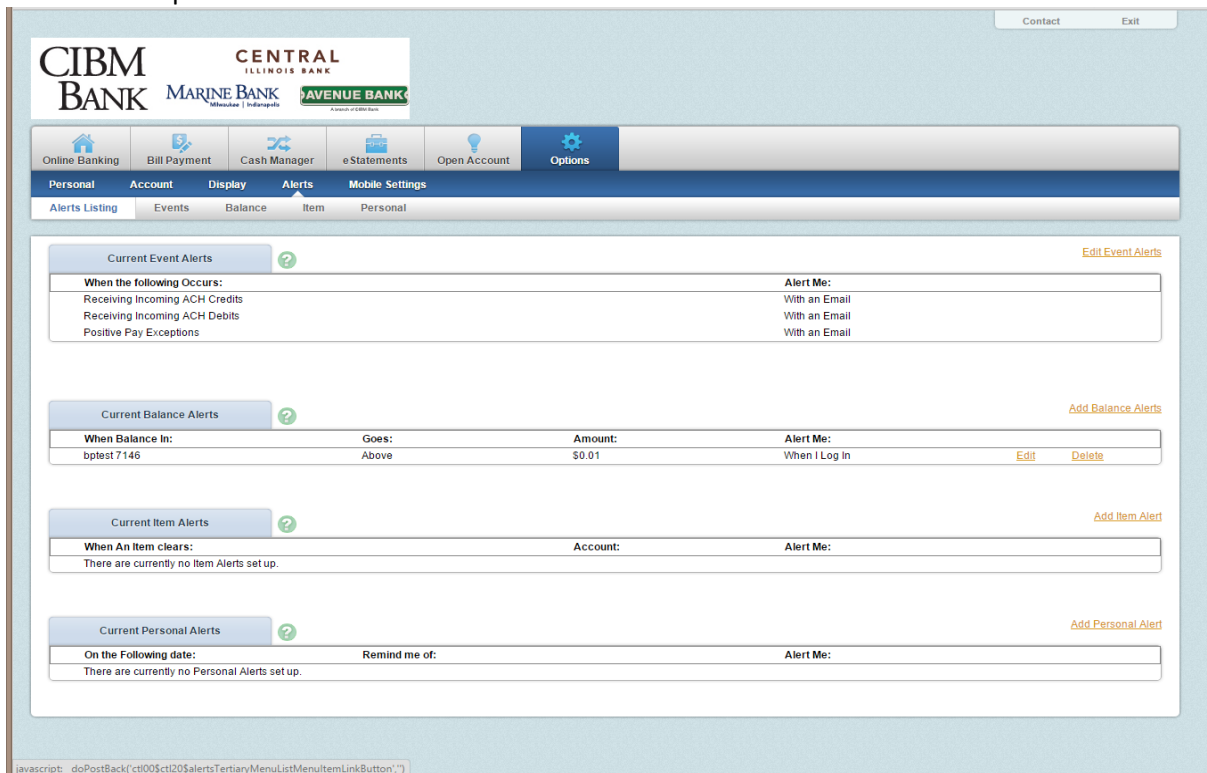 Contact Exit
CIBM BANK
CENTRAL
ILLINOIS BANK
MARINE BANK
Milwaukee | Indianapolis
AVENUE BANK
A branch of CIBM Bank
Online Banking Bill Payment Cash Manager eStatements Open Account Options
Personal Account Display Alerts Mobile Settings
Alerts Listing Events Balance Item Personal
Current Event Alerts ? Edit Event Alerts
When the following Occurs: Alert Me:
Receiving Incoming ACH Credits With an Email
Receiving Incoming ACH Debits With an Email
Positive Pay Exceptions With an Email
Current Balance Alerts ? Add Balance Alerts
When Balance In: Goes: Amount: Alert Me:
bptest 7146 Above $0.01 When I Log In Edit Delete
Current Item Alerts ? Add Item Alert
When An Item clears: Account: Alert Me:
There are currently no Item Alerts set up.
Current Personal Alerts ? Add Personal Alert
On the Following date: Remind me of: Alert Me:
There are currently no Personal Alerts set up.
javascript:__doPostBack('ctl00$ctl20$alertsTertiaryMenuListMenuItemLinkButton','')